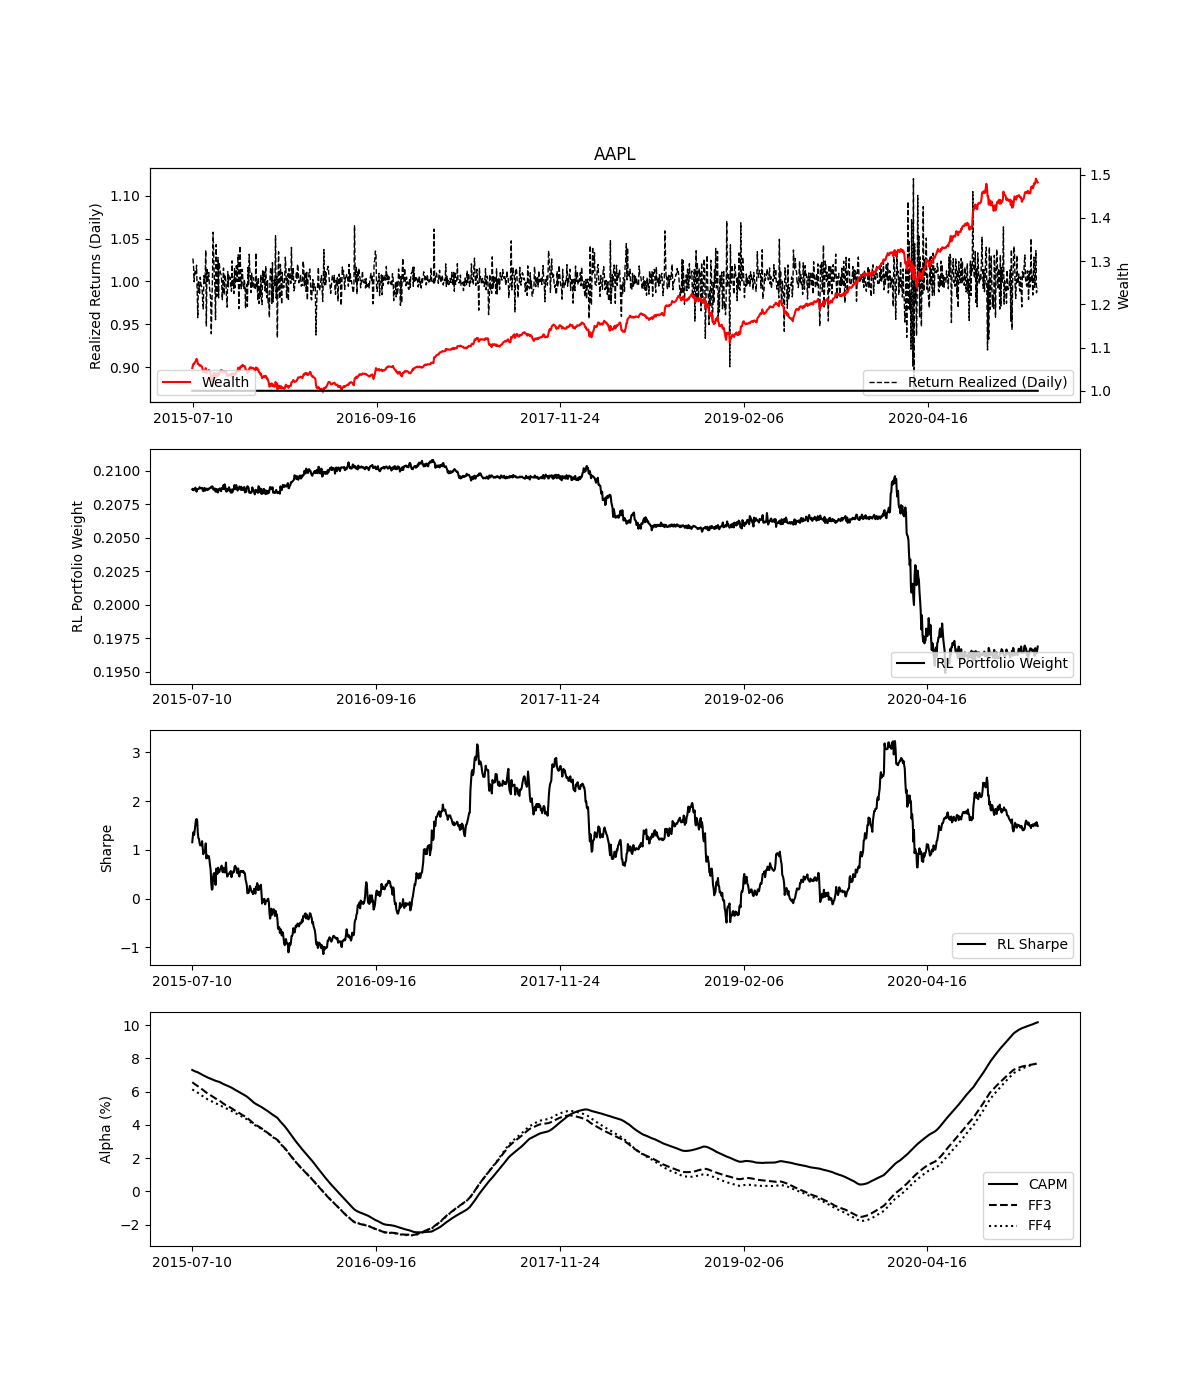 AAPL
Realized Returns (Daily)
1.10
1.05
1.00
0.95
0.90
1.5
1.4
1.3
1.2
1.1
1.0
Wealth
Wealth
Return Realized (Daily)
2015-07-10 2016-09-16 2017-11-24 2019-02-06 2020-04-16
RL Portfolio Weight
0.2100
0.2075
0.2050
0.2025
0.2000
0.1975
0.1950
RL Portfolio Weight
2015-07-10 2016-09-16 2017-11-24 2019-02-06 2020-04-16
Sharpe
3
2
1
0
−1
RL Sharpe
2015-07-10 2016-09-16 2017-11-24 2019-02-06 2020-04-16
Alpha (%)
10
8
6
4
2
0
−2
CAPM
FF3
FF4
2015-07-10 2016-09-16 2017-11-24 2019-02-06 2020-04-16